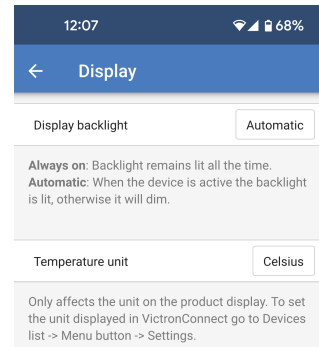 12:07 68%
Display
Display backlight Automatic
Always on: Backlight remains lit all the time.
Automatic: When the device is active the backlight
is lit, otherwise it will dim.
Temperature unit Celsius
Only affects the unit on the product display. To set
the unit displayed in VictronConnect go to Devices
list -> Menu button -> Settings.